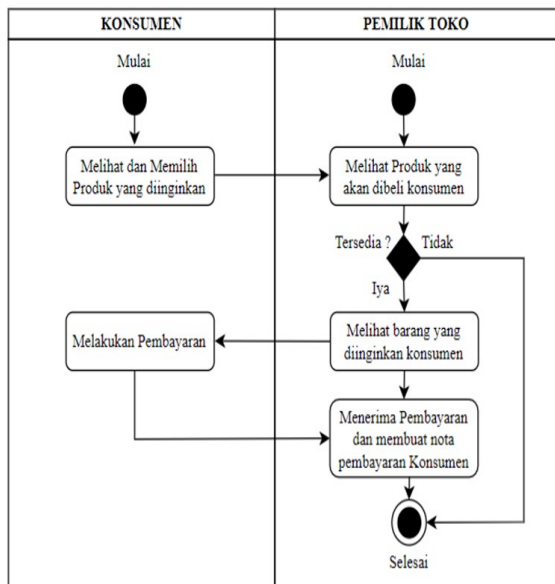 KONSUMEN
PEMILIK TOKO
Mulai
Mulai
Melihat dan Memilih
Produk yang diinginkan
Melihat Produk yang
akan dibeli konsumen
Tersedia ?
Tidak
Iya
Melakukan Pembayaran
Melihat barang yang
diinginkan konsumen
Menerima Pembayaran
dan membuat nota
pembayaran Konsumen
Selesai